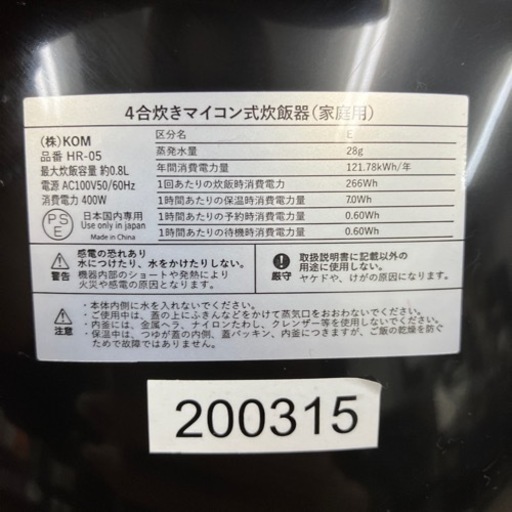 4合炊きマイコン式炊飯器(家庭用)
(株)KOM
品番 HR-05
最大炊飯容量 約0.8L
電源 AC100V50/60Hz
消費電力 400W
PS
E
日本国内専用
Use only in japan
Made in China
区分名 E
蒸発水量 28g
年間消費電力量 121.78kWh/年
1回あたりの炊飯時消費電力 266Wh
1時間あたりの保温時消費電力 7.0Wh
1時間あたりの予約時消費電力 0.60Wh
1時間あたりの待機時消費電力 0.60Wh
警告
感電の恐れあり
水につけたり、水をかけたりしない。
機器内部のショートや発熱により
火災や感電の原因となります。
厳守
取扱説明書に記載以外の
用途に使用しない。
ヤケドや、けがの原因に。
注意
・本体内側に水を入れないでください。
・ご使用中は、蓋の上にふきんなどをかけて蒸気口をおおわないでください。
・内釜には、金属ヘラ、ナイロンたわし、クレンザー等を使用しないでください。
・保温中は、つゆが蓋の内側、蓋パッキン、内釜につきますが、ご飯の乾燥を防ぐ
ためで故障ではありません。
200315